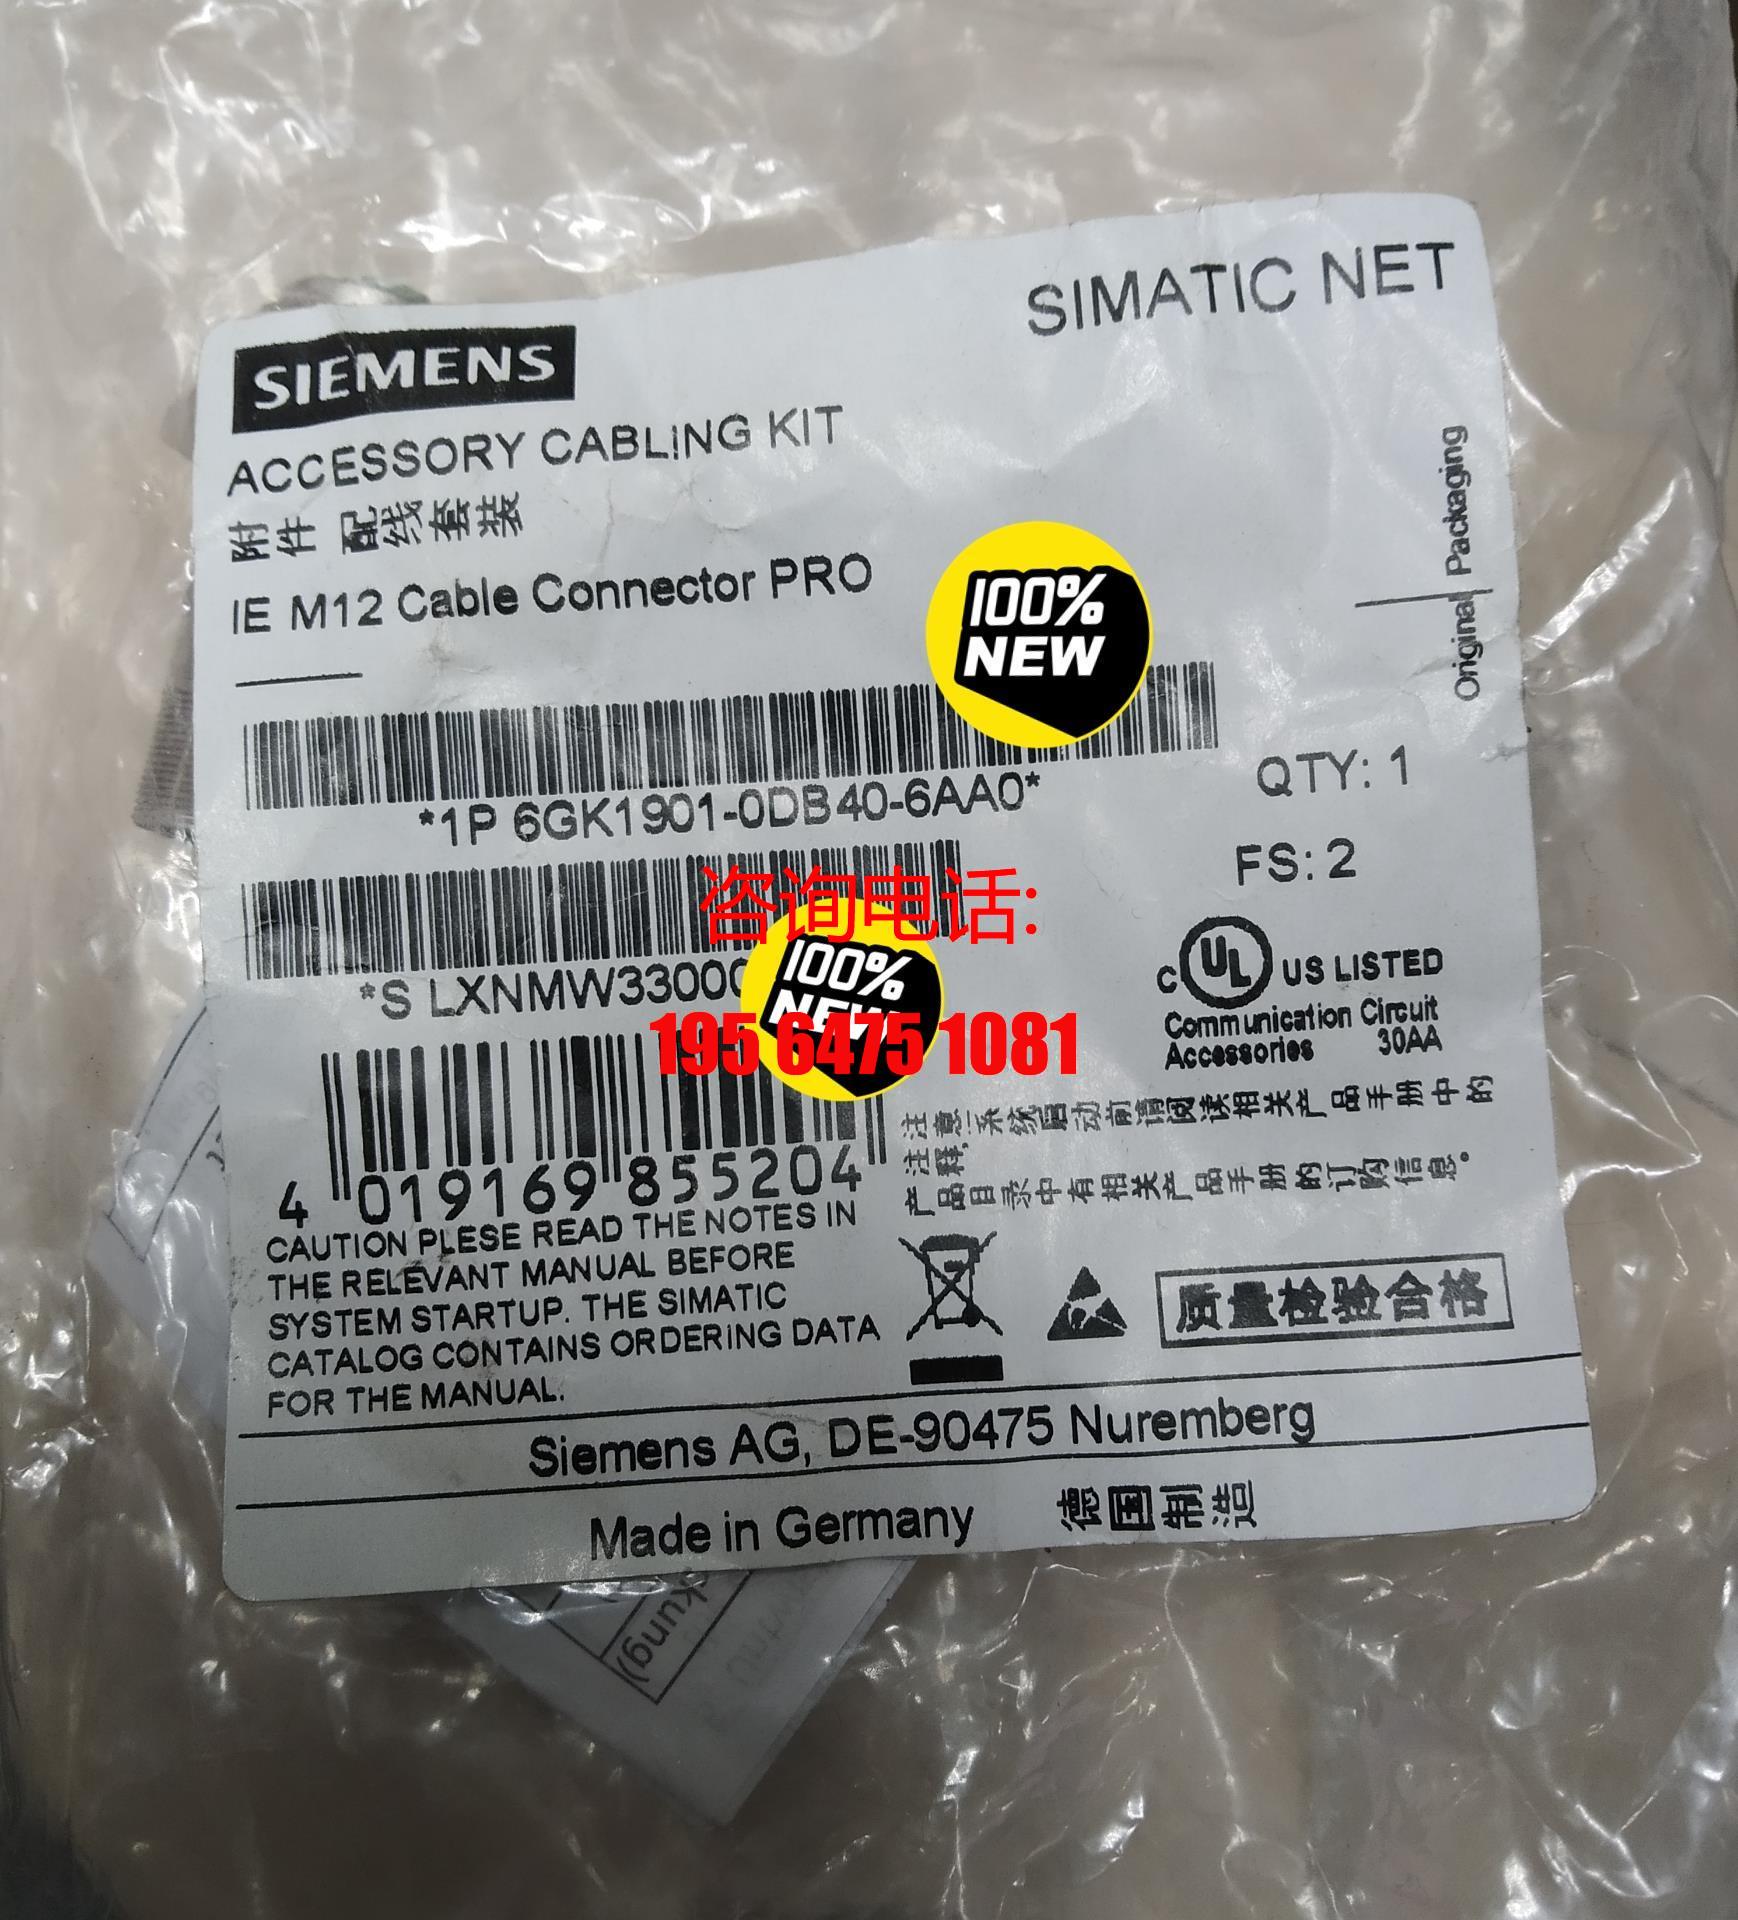 SIMATIC NET
SIEMENS
ACCESSORY CABLING KIT
附件 配线套装
IE M12 Cable Connector PRO
Original Packaging
100%
NEW
*1P 6GK1901-0DB40-6AA0*
QTY: 1
FS: 2
咨询电话:
*S LXNMW33000
100%
NEW
195 6475 1081
C UL US LISTED
Communication Circuit
Accessories 30AA
4 019169 855204
注意 系统启动前请阅读相关产品手册中的
注释,
产品目录中有相关产品手册的订购信息。
CAUTION PLESE READ THE NOTES IN
THE RELEVANT MANUAL BEFORE
SYSTEM STARTUP. THE SIMATIC
CATALOG CONTAINS ORDERING DATA
FOR THE MANUAL.
质量检验合格
Siemens AG, DE-90475 Nuremberg
Made in Germany 德国制造
ckung)